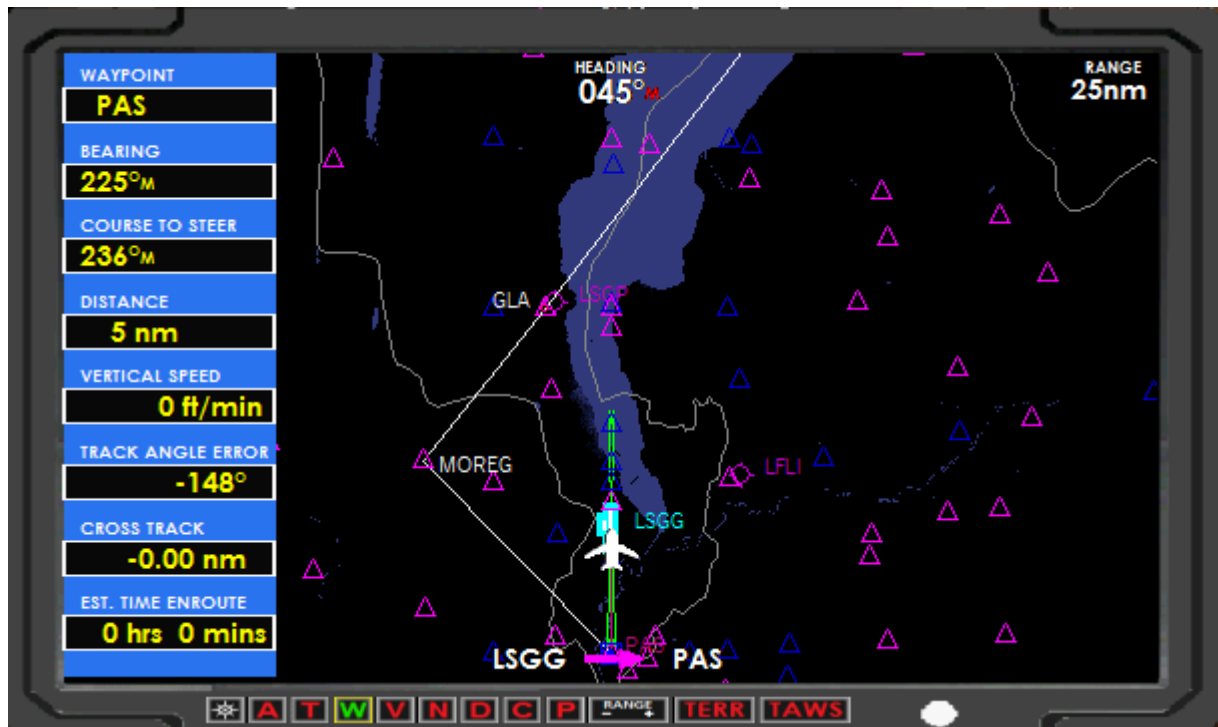 WAYPOINT
PAS
BEARING
225°M
COURSE TO STEER
236°M
DISTANCE
5 nm
VERTICAL SPEED
0 ft/min
TRACK ANGLE ERROR
-148°
CROSS TRACK
-0.00 nm
EST. TIME ENROUTE
0 hrs 0 mins
HEADING
045°M
RANGE
25nm
GLA
LSGP
MOREG
LFLI
LSGG
PAS
LSGG
PAS
A T W V N D C P
RANGE
- +
TERR TAWS